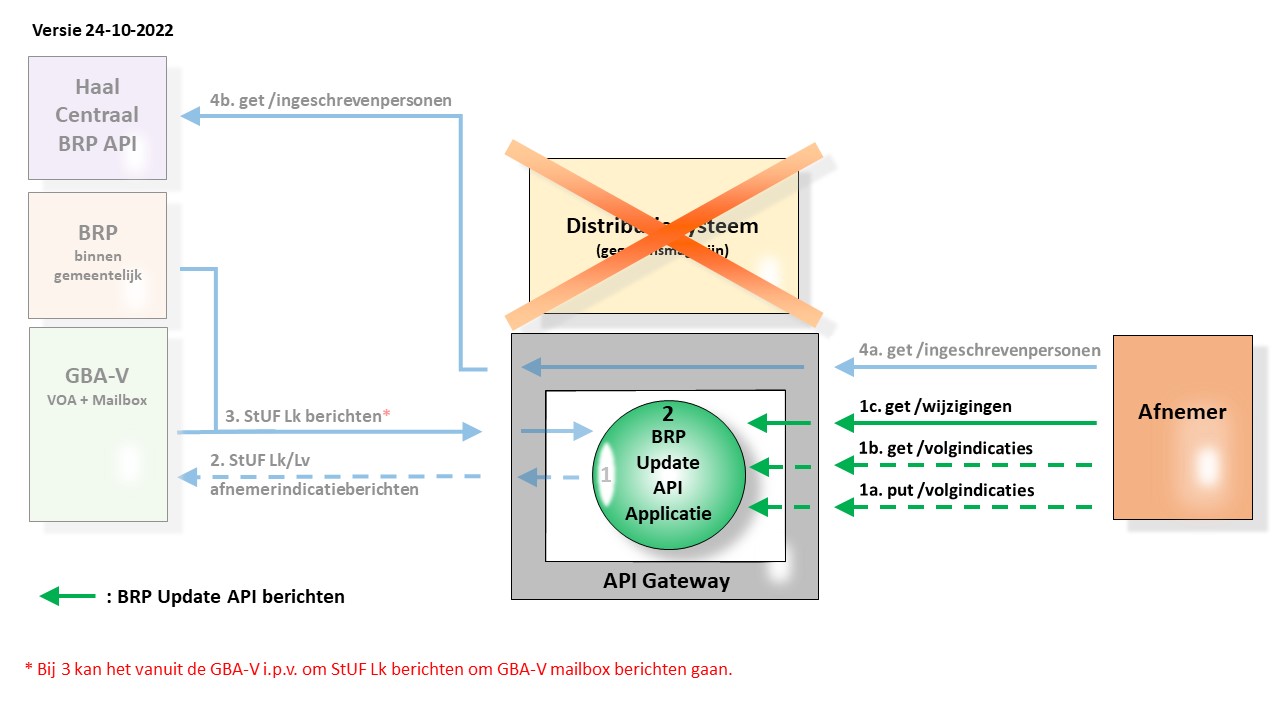 Versie 24-10-2022
Haal
Centraal
BRP API
4b. get /ingeschrevenpersonen
BRP
binnen
gemeentelijk
GBA-V
VOA + Mailbox
3. StUF Lk berichten*
2. StUF Lk/Lv
afnemerindicatieberichten
4a. get /ingeschrevenpersonen
1c. get /wijzigingen
1b. get /volgindicaties
1a. put /volgindicaties
Afnemer
2
BRP
Update
API
Applicatie
1
API Gateway
: BRP Update API berichten
* Bij 3 kan het vanuit de GBA-V i.p.v. om StUF Lk berichten om GBA-V mailbox berichten gaan.